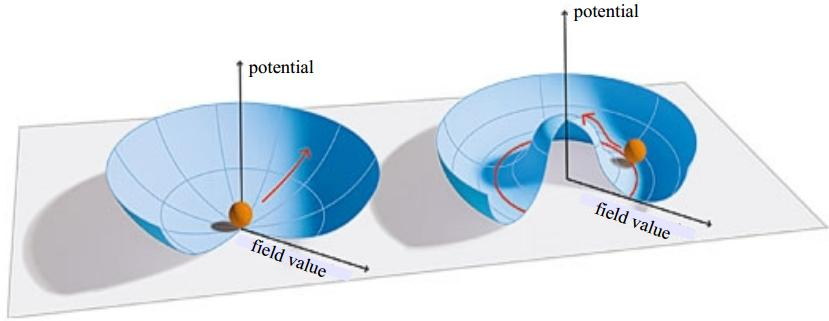 potential
field value
potential
field value